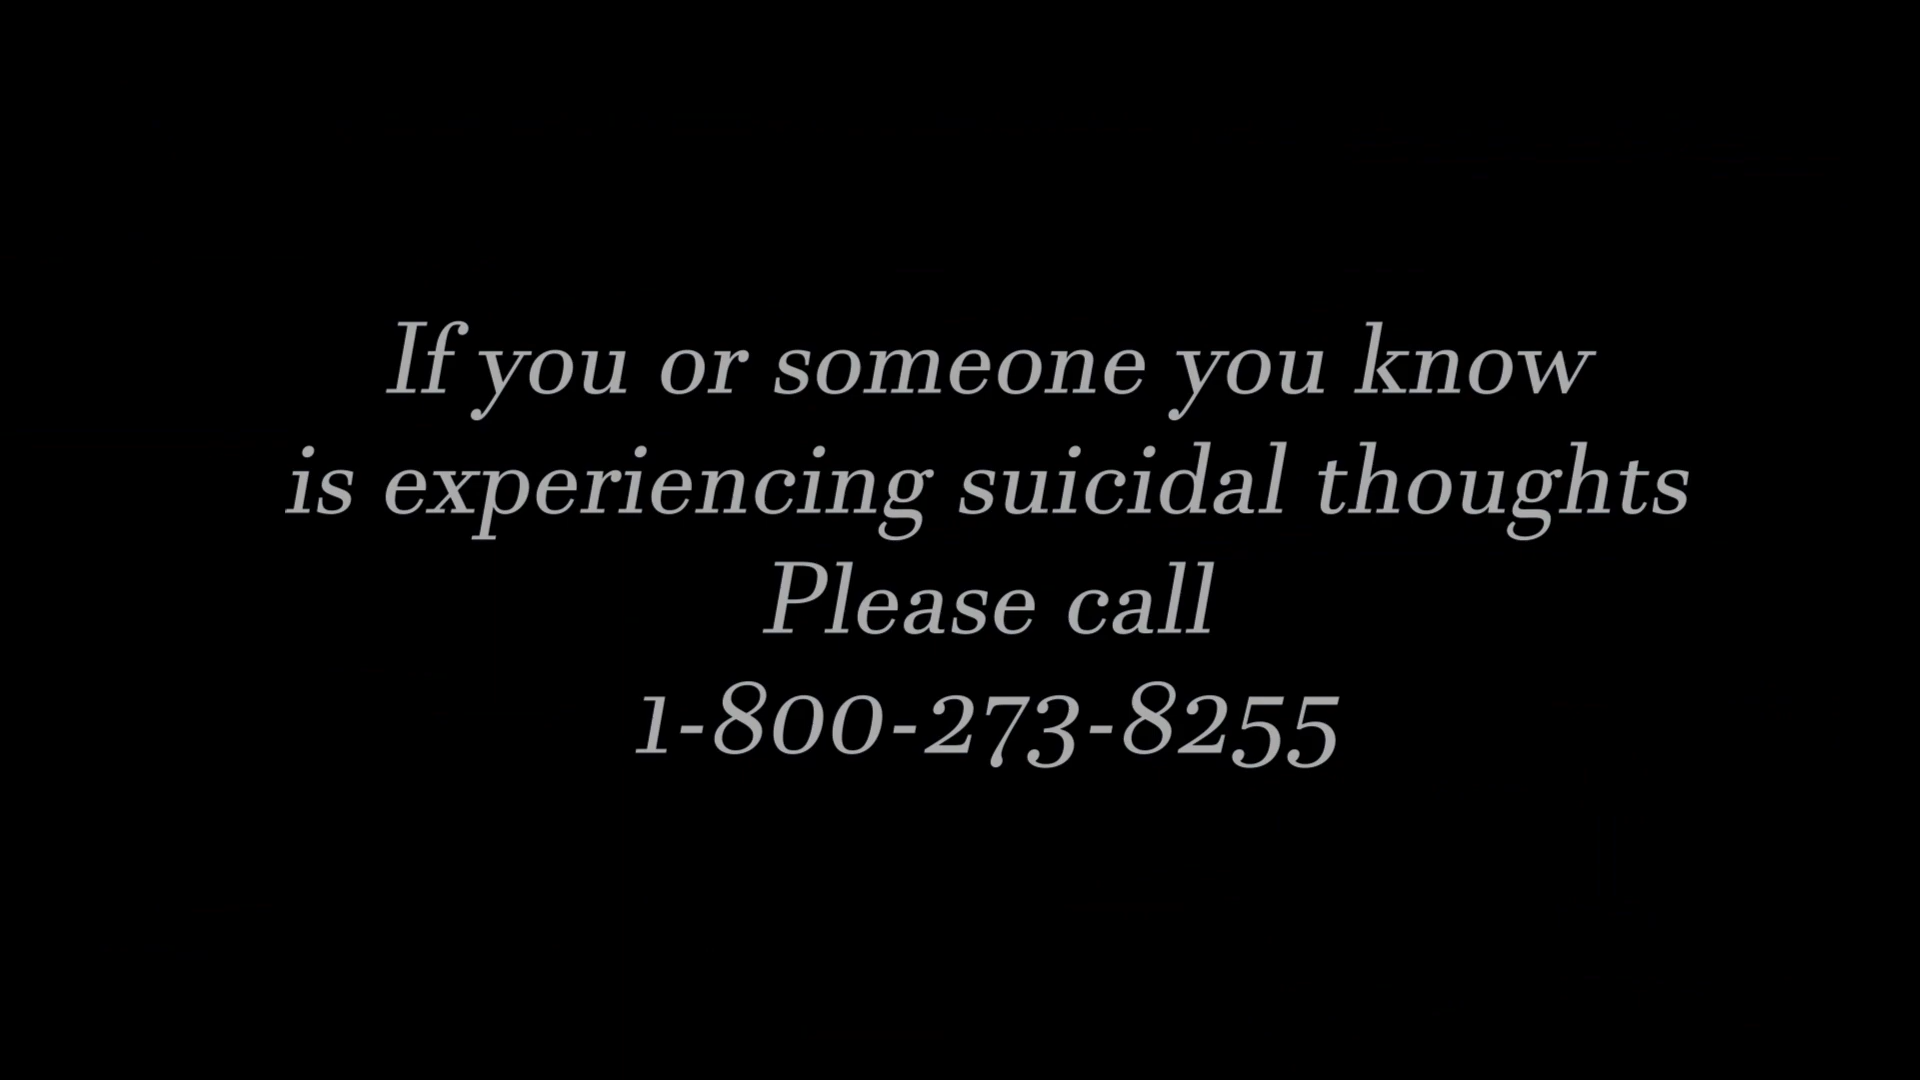 If you or someone you know
is experiencing suicidal thoughts
Please call
1-800-273-8255